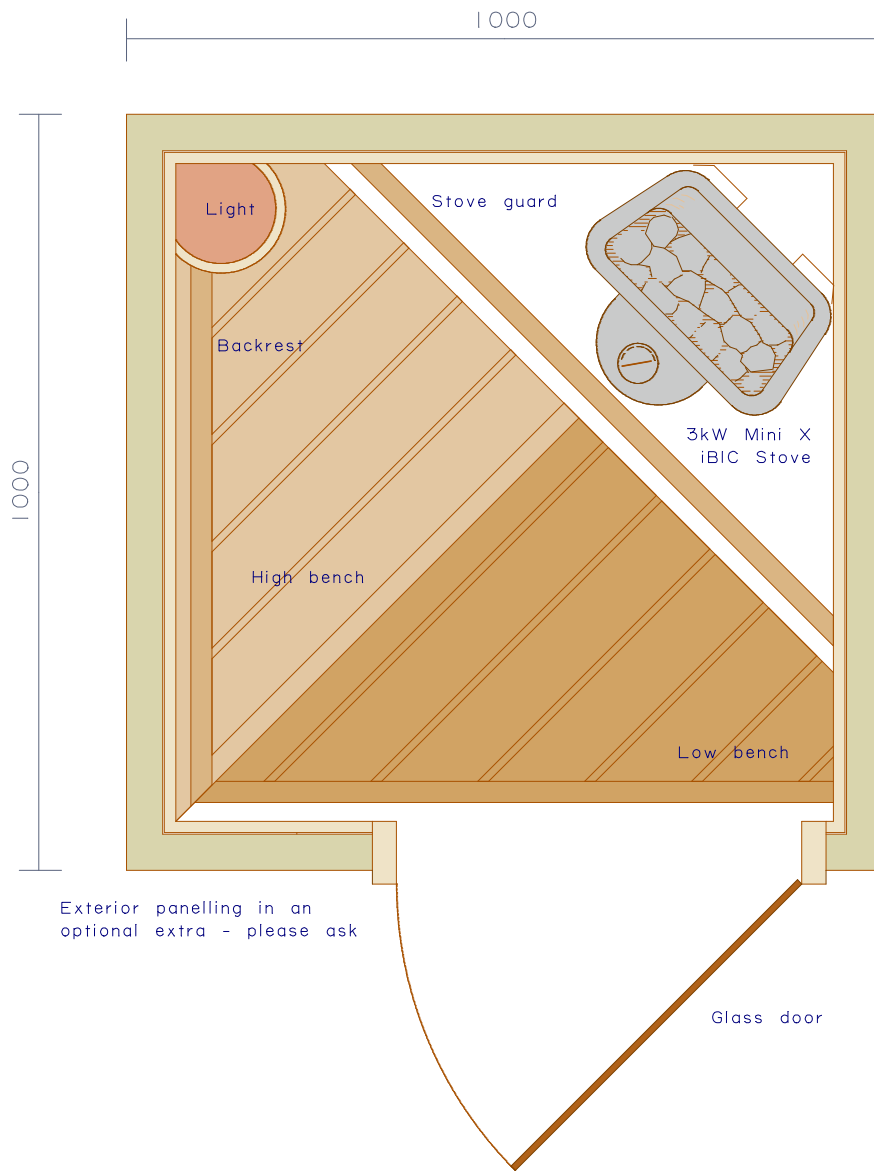 1000
Light
Stove guard
Backrest
3kW Mini X
iBIC Stove
1000
High bench
Low bench
Exterior panelling in an
optional extra - please ask
Glass door